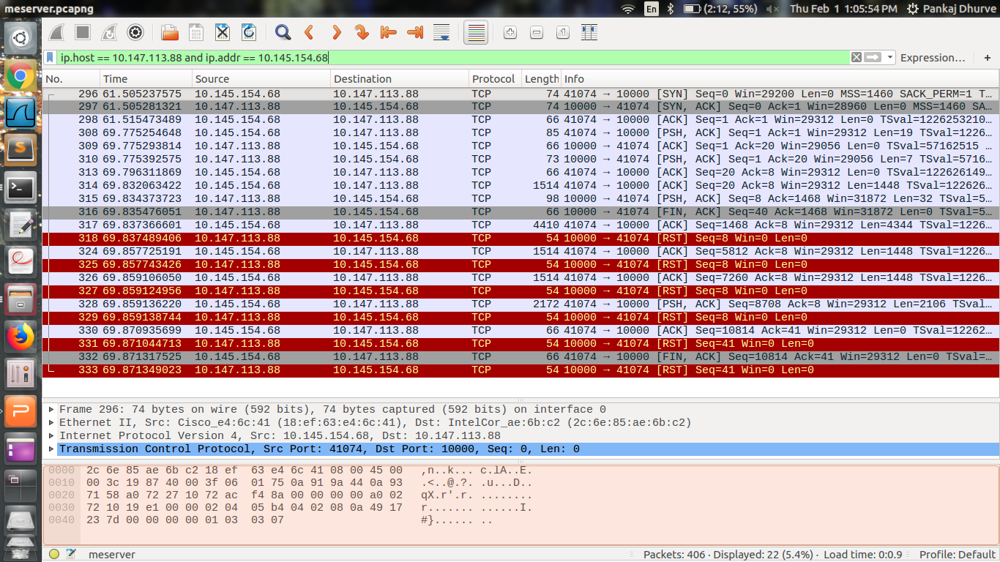 meserver.pcapng En (2:12, 55%) Thu Feb 1 1:05:54 PM Pankaj Dhurve
ip.host == 10.147.113.88 and ip.addr == 10.145.154.68 Expression… +
No. Time Source Destination Protocol Length Info
296 61.505237575 10.145.154.68 10.147.113.88 TCP 74 41074 → 10000 [SYN] Seq=0 Win=29200 Len=0 MSS=1460 SACK_PERM=1 T…
297 61.505281321 10.147.113.88 10.145.154.68 TCP 74 10000 → 41074 [SYN, ACK] Seq=0 Ack=1 Win=28960 Len=0 MSS=1460 SA…
298 61.515473489 10.145.154.68 10.147.113.88 TCP 66 41074 → 10000 [ACK] Seq=1 Ack=1 Win=29312 Len=0 TSval=1226253210…
308 69.775254648 10.145.154.68 10.147.113.88 TCP 85 41074 → 10000 [PSH, ACK] Seq=1 Ack=1 Win=29312 Len=19 TSval=1226…
309 69.775293814 10.147.113.88 10.145.154.68 TCP 66 10000 → 41074 [ACK] Seq=1 Ack=20 Win=29056 Len=0 TSval=57162515 …
310 69.775392575 10.147.113.88 10.145.154.68 TCP 73 10000 → 41074 [PSH, ACK] Seq=1 Ack=20 Win=29056 Len=7 TSval=5716…
313 69.796311869 10.145.154.68 10.147.113.88 TCP 66 41074 → 10000 [ACK] Seq=20 Ack=8 Win=29312 Len=0 TSval=122626149…
314 69.832063422 10.145.154.68 10.147.113.88 TCP 1514 41074 → 10000 [ACK] Seq=20 Ack=8 Win=29312 Len=1448 TSval=122626…
315 69.834373723 10.147.113.88 10.145.154.68 TCP 98 10000 → 41074 [PSH, ACK] Seq=8 Ack=1468 Win=31872 Len=32 TSval=5…
316 69.835476051 10.147.113.88 10.145.154.68 TCP 66 10000 → 41074 [FIN, ACK] Seq=40 Ack=1468 Win=31872 Len=0 TSval=5…
317 69.837366601 10.145.154.68 10.147.113.88 TCP 4410 41074 → 10000 [ACK] Seq=1468 Ack=8 Win=29312 Len=4344 TSval=1226…
318 69.837489406 10.147.113.88 10.145.154.68 TCP 54 10000 → 41074 [RST] Seq=8 Win=0 Len=0
324 69.857725191 10.145.154.68 10.147.113.88 TCP 1514 41074 → 10000 [ACK] Seq=5812 Ack=8 Win=29312 Len=1448 TSval=1226…
325 69.857743426 10.147.113.88 10.145.154.68 TCP 54 10000 → 41074 [RST] Seq=8 Win=0 Len=0
326 69.859106050 10.145.154.68 10.147.113.88 TCP 1514 41074 → 10000 [ACK] Seq=7260 Ack=8 Win=29312 Len=1448 TSval=1226…
327 69.859124956 10.147.113.88 10.145.154.68 TCP 54 10000 → 41074 [RST] Seq=8 Win=0 Len=0
328 69.859136220 10.145.154.68 10.147.113.88 TCP 2172 41074 → 10000 [PSH, ACK] Seq=8708 Ack=8 Win=29312 Len=2106 TSval…
329 69.859138744 10.147.113.88 10.145.154.68 TCP 54 10000 → 41074 [RST] Seq=8 Win=0 Len=0
330 69.870935699 10.145.154.68 10.147.113.88 TCP 66 41074 → 10000 [ACK] Seq=10814 Ack=41 Win=29312 Len=0 TSval=12262…
331 69.871044713 10.147.113.88 10.145.154.68 TCP 54 10000 → 41074 [RST] Seq=41 Win=0 Len=0
332 69.871317525 10.145.154.68 10.147.113.88 TCP 66 41074 → 10000 [FIN, ACK] Seq=10814 Ack=41 Win=29312 Len=0 TSval=…
333 69.871349023 10.147.113.88 10.145.154.68 TCP 54 10000 → 41074 [RST] Seq=41 Win=0 Len=0
Frame 296: 74 bytes on wire (592 bits), 74 bytes captured (592 bits) on interface 0
Ethernet II, Src: Cisco_e4:6c:41 (18:ef:63:e4:6c:41), Dst: IntelCor_ae:6b:c2 (2c:6e:85:ae:6b:c2)
Internet Protocol Version 4, Src: 10.145.154.68, Dst: 10.147.113.88
Transmission Control Protocol, Src Port: 41074, Dst Port: 10000, Seq: 0, Len: 0
0000 2c 6e 85 ae 6b c2 18 ef 63 e4 6c 41 08 00 45 00 ,n..k... c.lA..E.
0010 00 3c 19 87 40 00 3f 06 01 75 0a 91 9a 44 0a 93 .<..@.?. .u...D..
0020 71 58 a0 72 27 10 72 ac f4 8a 00 00 00 00 a0 02 qX.r'.r. ........
0030 72 10 19 e1 00 00 02 04 05 b4 04 02 08 0a 49 17 r....... ......I.
0040 23 7d 00 00 00 00 01 03 03 07 #}...... ..
meserver Packets: 406 · Displayed: 22 (5.4%) · Load time: 0:0.9 Profile: Default